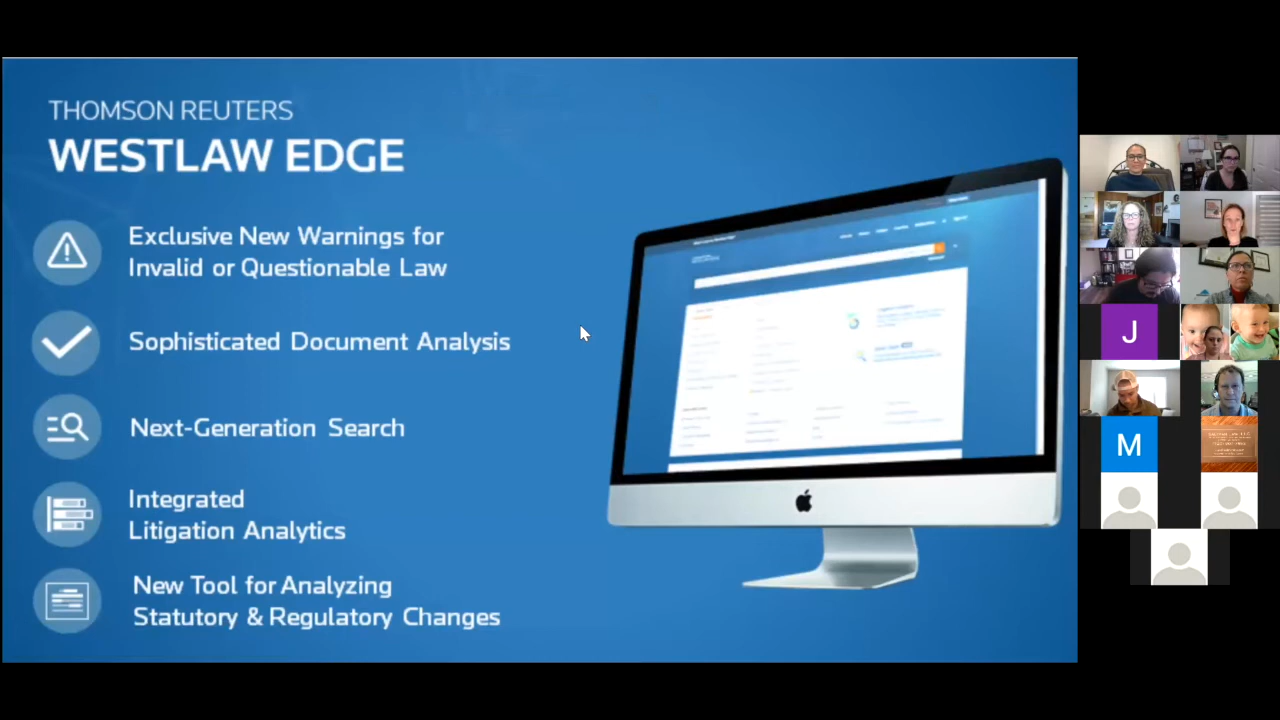 THOMSON REUTERS
WESTLAW EDGE
Exclusive New Warnings for
Invalid or Questionable Law
Sophisticated Document Analysis
Next-Generation Search
Integrated
Litigation Analytics
New Tool for Analyzing
Statutory & Regulatory Changes
J
M